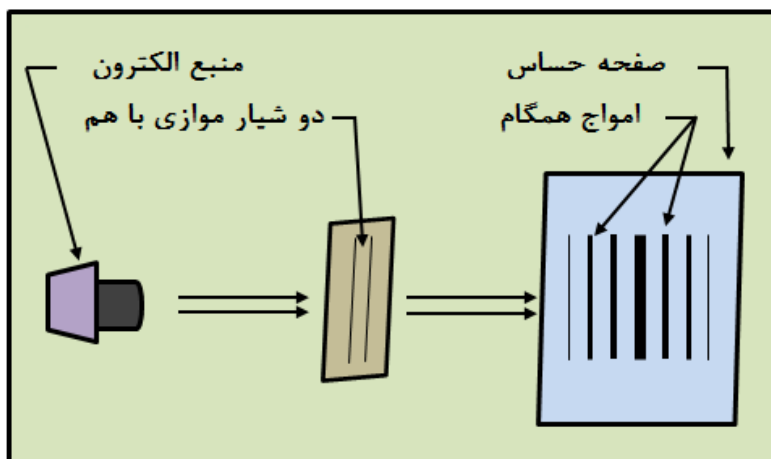 صفحه حساس
منبع الکترون
امواج همگام
دو شیار موازی با هم